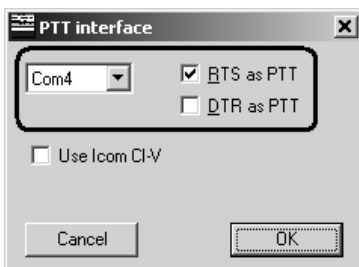 PTT interface
Com4
RTS as PTT
DTR as PTT
Use Icom CI-V
Cancel
OK